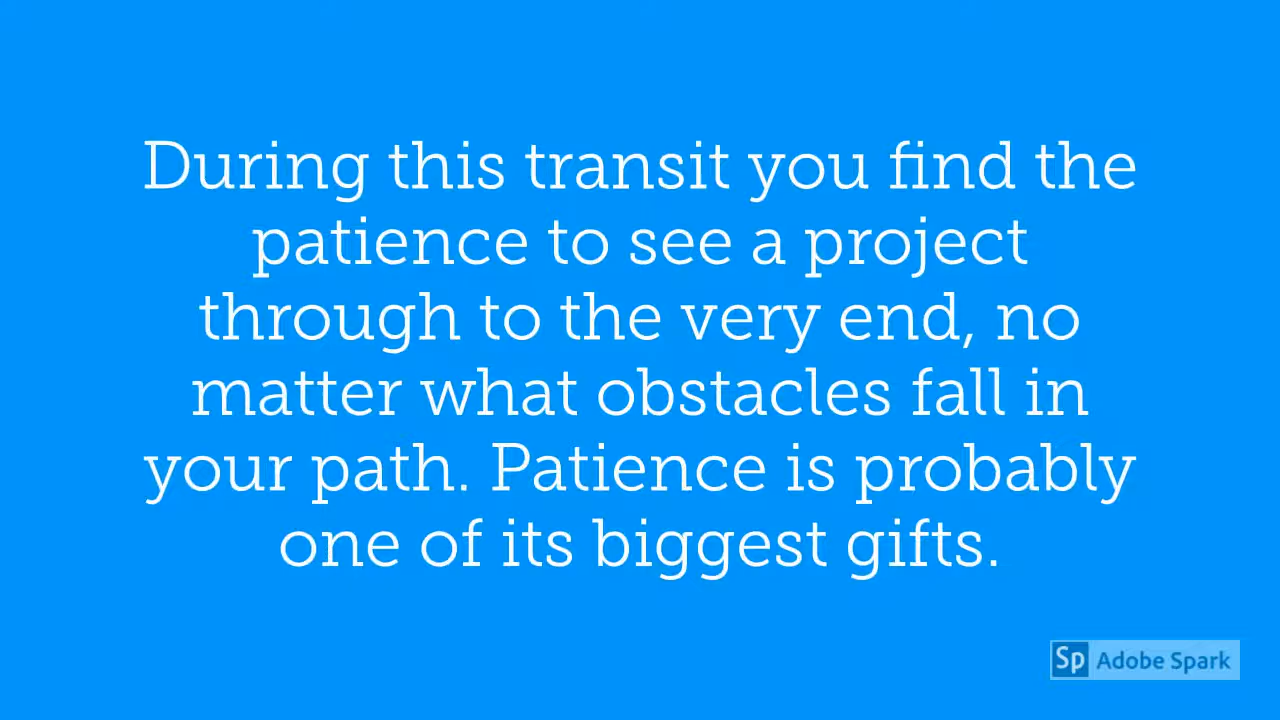 During this transit you find the
patience to see a project
through to the very end, no
matter what obstacles fall in
your path. Patience is probably
one of its biggest gifts.
Sp Adobe Spark